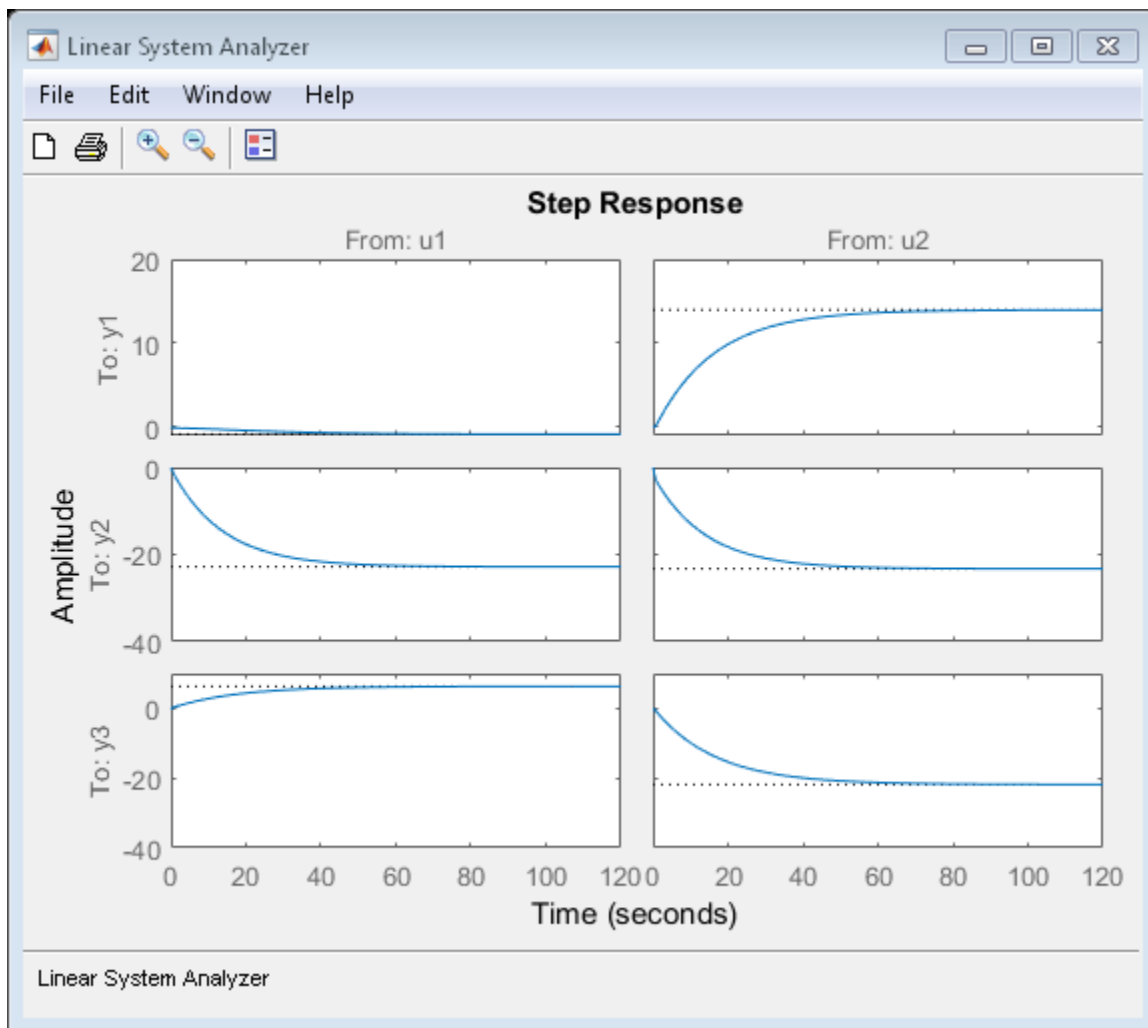 Linear System Analyzer
File Edit Window Help
Step Response
From: u1 From: u2
To: y1
20
10
0
Amplitude
To: y2
0
-20
-40
To: y3
0
-20
-40
0 20 40 60 80 100 120 0 20 40 60 80 100 120
Time (seconds)
Linear System Analyzer